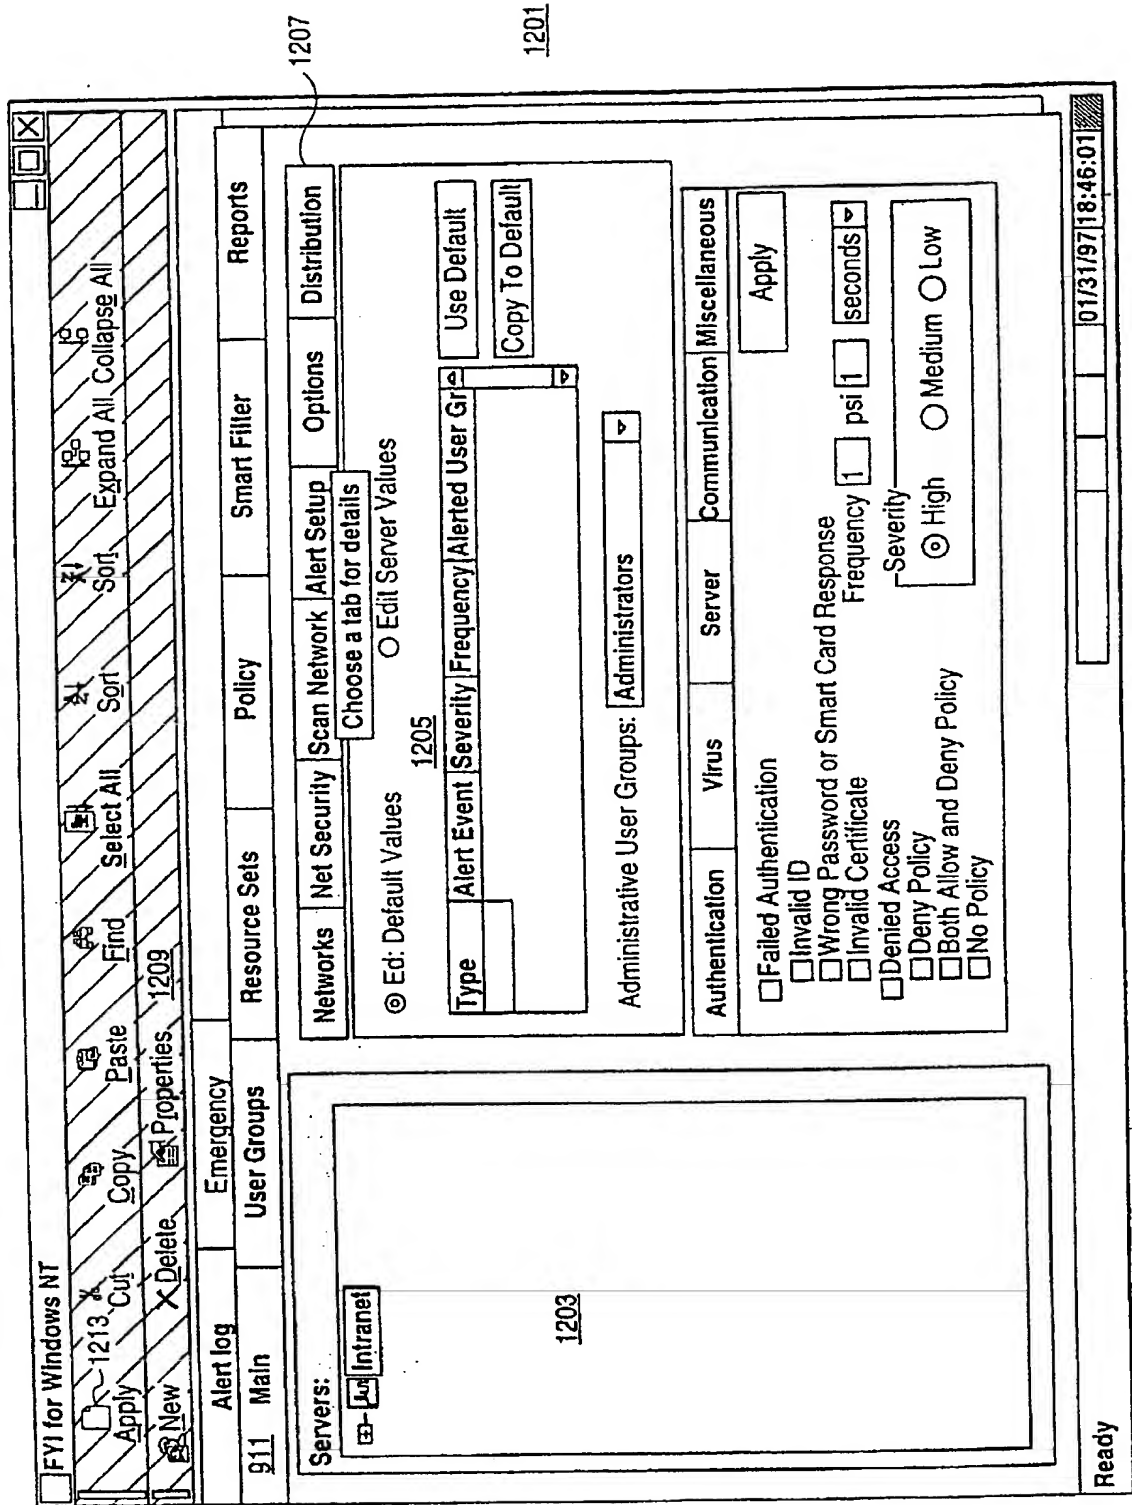 FYI for Windows NT
1213
Apply Cut Copy Paste Find Select All Sort Sort Expand All Collapse All
New Delete Properties 1209
Alert log Emergency
911 Main User Groups Resource Sets Policy Smart Filter Reports
Servers:
Intranet
1203
Networks Net Security Scan Network Alert Setup Options Distribution
1207
Choose a tab for details
Ed: Default Values Edit Server Values
1205
Type Alert Event Severity Frequency Alerted User Gr
Use Default
Copy To Default
Administrative User Groups: Administrators
1201
Authentication Virus Server Communication Miscellaneous
Failed Authentication
Invalid ID
Wrong Password or Smart Card Response
Invalid Certificate
Denied Access
Deny Policy
Both Allow and Deny Policy
No Policy
Apply
Frequency 1 psi 1 seconds
Severity
High Medium Low
Ready 01/31/97 18:46:01